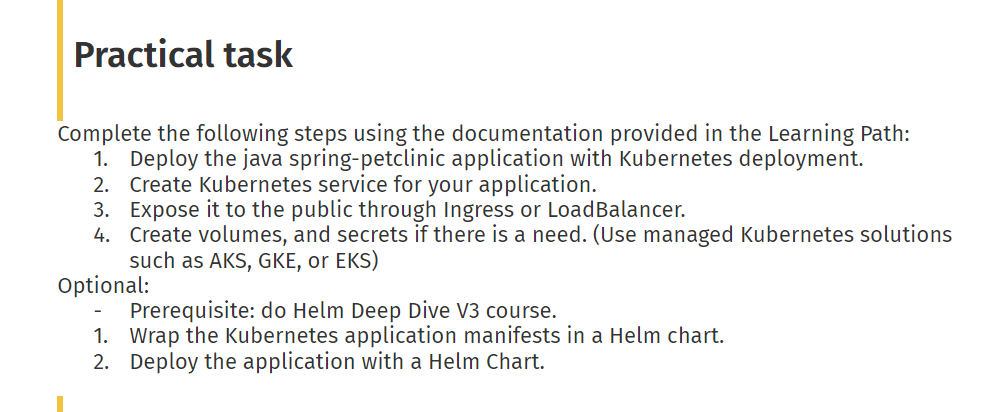 Practical task
Complete the following steps using the documentation provided in the Learning Path:
1. Deploy the java spring-petclinic application with Kubernetes deployment.
2. Create Kubernetes service for your application.
3. Expose it to the public through Ingress or LoadBalancer.
4. Create volumes, and secrets if there is a need. (Use managed Kubernetes solutions
such as AKS, GKE, or EKS)
Optional:
- Prerequisite: do Helm Deep Dive V3 course.
1. Wrap the Kubernetes application manifests in a Helm chart.
2. Deploy the application with a Helm Chart.